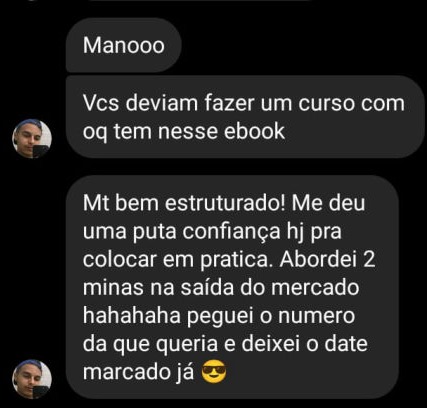 Manooo
Vcs deviam fazer um curso com
oq tem nesse ebook
Mt bem estruturado! Me deu
uma puta confiança hj pra
colocar em pratica. Abordei 2
minas na saída do mercado
hahahaha peguei o numero
da que queria e deixei o date
marcado já 😎